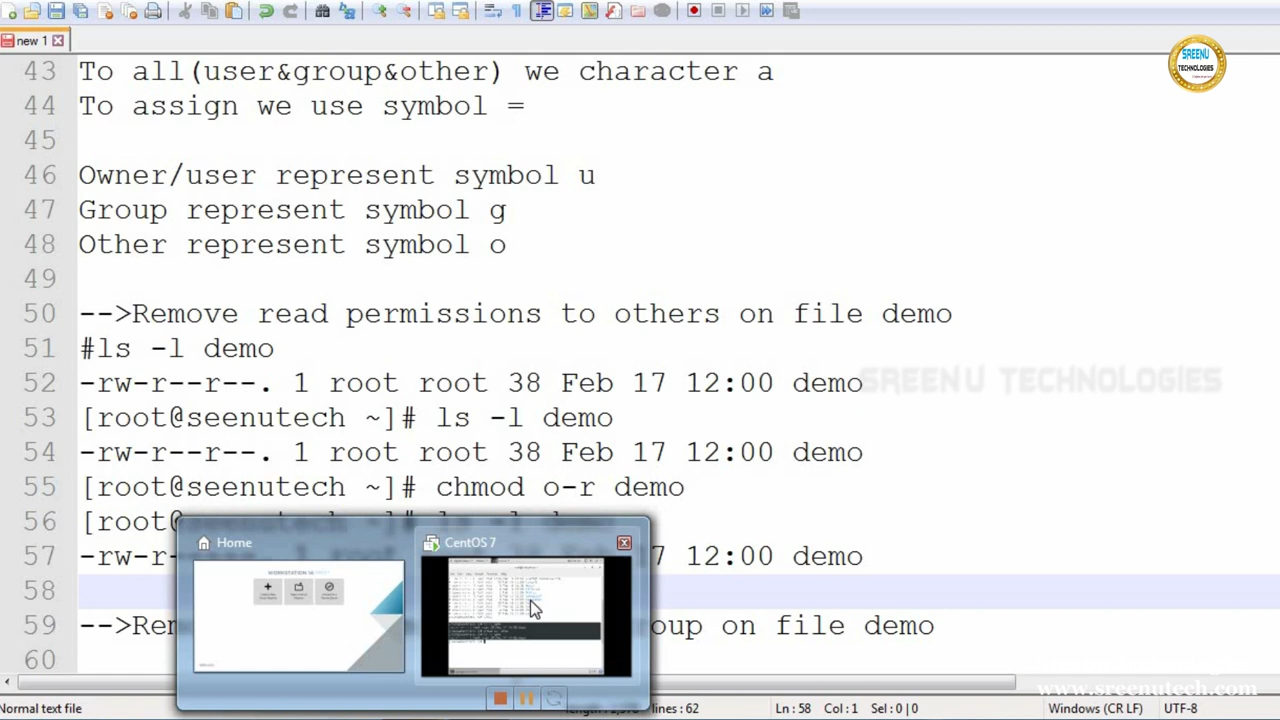 new 1
SREENU
TECHNOLOGIES
43 To all(user&group&other) we character a
44 To assign we use symbol =
45
46 Owner/user represent symbol u
47 Group represent symbol g
48 Other represent symbol o
49
50 -->Remove read permissions to others on file demo
51 #ls -l demo
52 -rw-r--r--. 1 root root 38 Feb 17 12:00 demo
SREENU TECHNOLOGIES
53 [root@seenutech ~]# ls -l demo
54 -rw-r--r--. 1 root root 38 Feb 17 12:00 demo
55 [root@seenutech ~]# chmod o-r demo
56 [root@
57 -rw-r 7 12:00 demo
58
59 -->Re oup on file demo
60
Home
CentOS 7
WORKSTATION
www.sreenutech.com
Normal text file
lines : 62
Ln : 58 Col : 1 Sel : 0 | 0
Windows (CR LF)
UTF-8